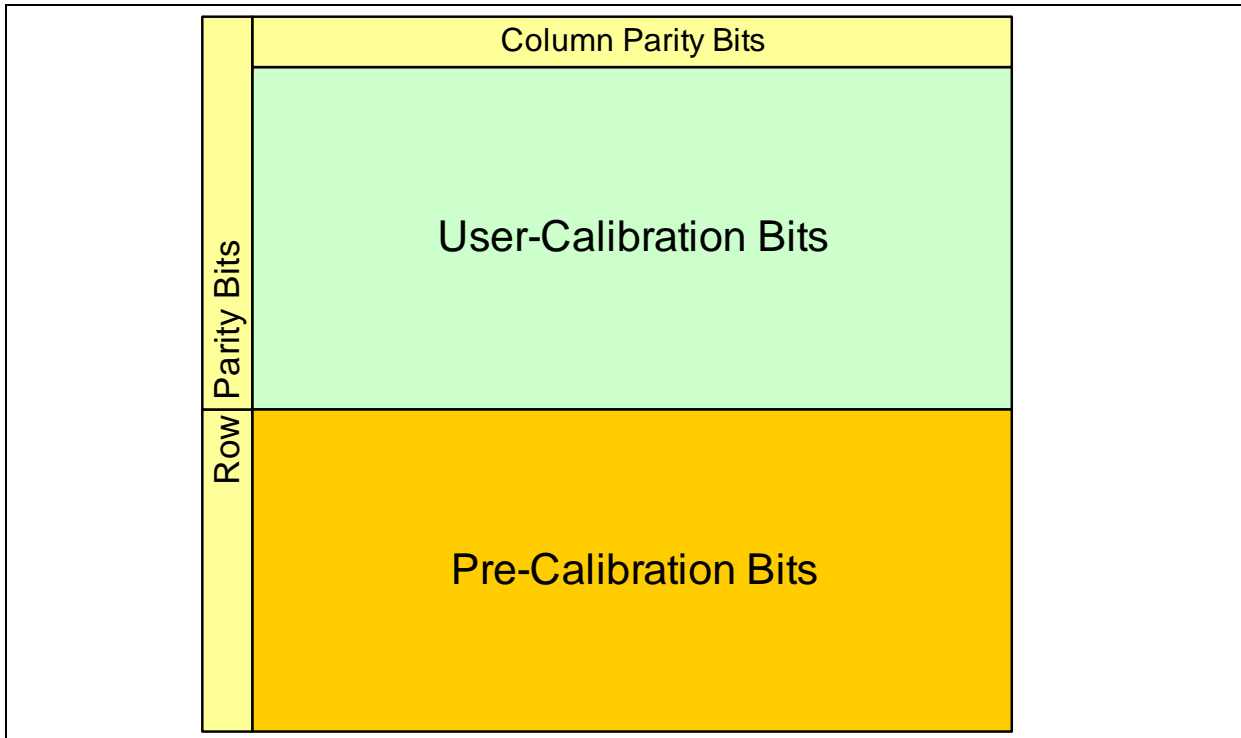 Column Parity Bits
User-Calibration Bits
Row Parity Bits
Pre-Calibration Bits